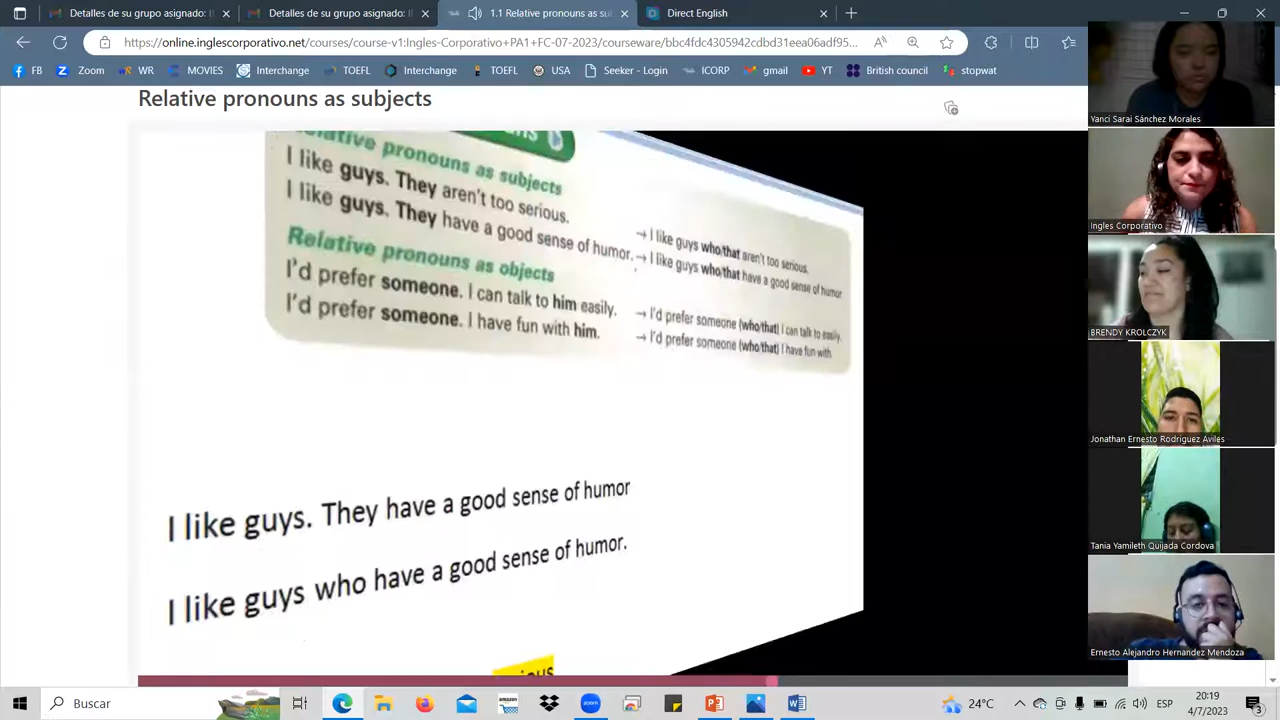 Detalles de su grupo asignado: II
Detalles de su grupo asignado: II
1.1 Relative pronouns as su
Direct English
https://online.inglescorporativo.net/courses/course-v1:Ingles-Corporativo+PA1+FC-07-2023/courseware/bbc4fdc4305942cdbd31eea06adf95...
FB
Zoom
WR
MOVIES
Interchange
TOEFL
Interchange
TOEFL
USA
Seeker - Login
ICORP
gmail
YT
British council
stopwat
Relative pronouns as subjects
Relative pronouns as subjects
I like guys. They aren't too serious. → I like guys who/that aren't too serious.
I like guys. They have a good sense of humor. → I like guys who/that have a good sense of humor
Relative pronouns as objects
I'd prefer someone. I can talk to him easily. → I'd prefer someone (who/that) I can talk to easily.
I'd prefer someone. I have fun with him. → I'd prefer someone (who/that) I have fun with
I like guys. They have a good sense of humor
I like guys who have a good sense of humor.
Yanci Sarai Sánchez Morales
Ingles Corporativo
BRENDY KROLCZYK
Jonathan Ernesto Rodriguez Aviles
Tania Yamileth Quijada Cordova
Ernesto Alejandro Hernandez Mendoza
Buscar
24°C
ESP
20:19
4/7/2023
3